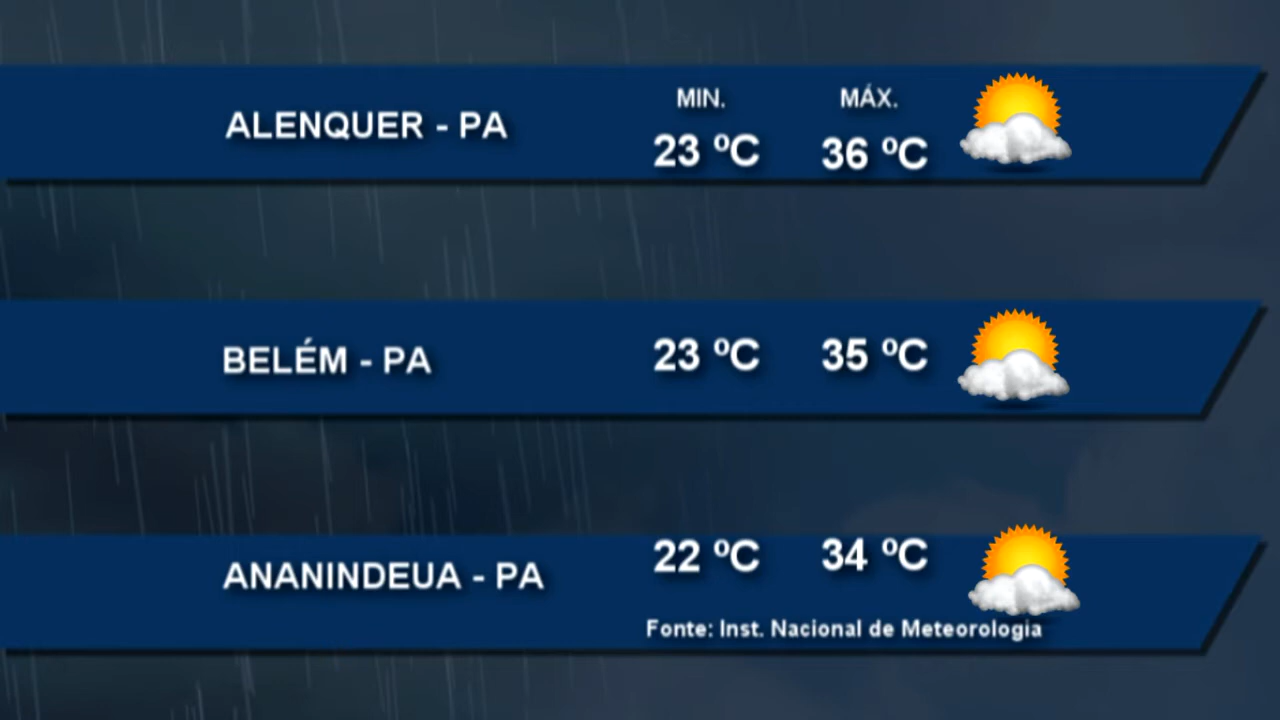 MIN. MÁX.
ALENQUER - PA 23 ºC 36 ºC
BELÉM - PA 23 ºC 35 ºC
ANANINDEUA - PA 22 ºC 34 ºC
Fonte: Inst. Nacional de Meteorologia